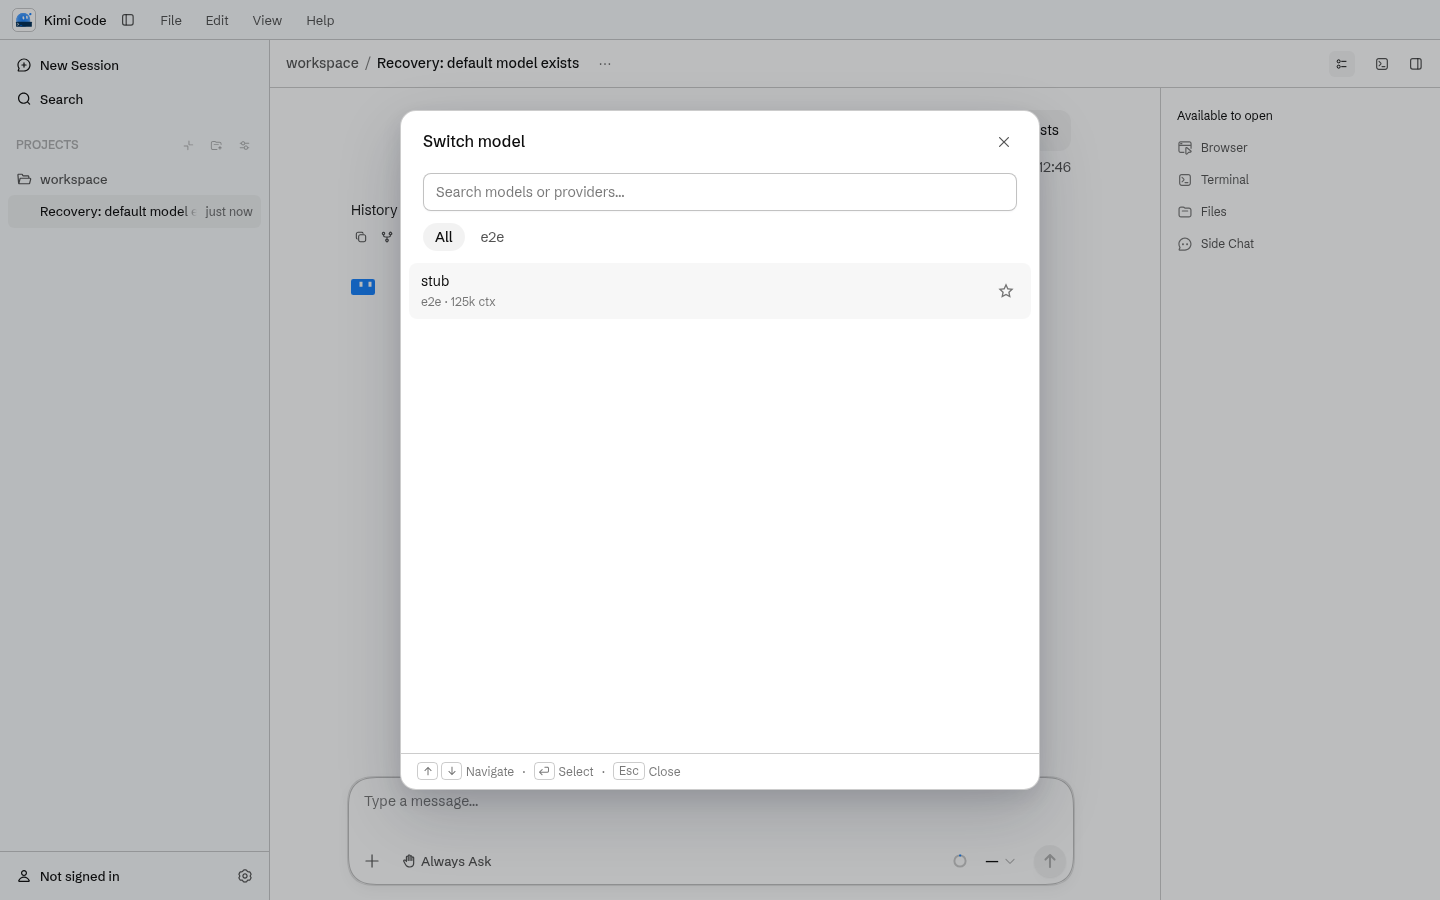 Kimi Code File Edit View Help
New Session
Search
PROJECTS
workspace
Recovery: default model e just now
Not signed in
workspace / Recovery: default model exists ...
sts
12:46
History
Switch model
Search models or providers...
All e2e
stub
e2e · 125k ctx
Navigate · Select · Esc Close
Type a message...
Always Ask
Available to open
Browser
Terminal
Files
Side Chat